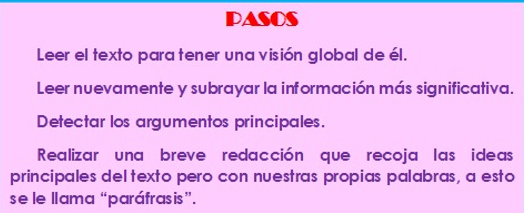 PASOS
Leer el texto para tener una visión global de él.
Leer nuevamente y subrayar la información más significativa.
Detectar los argumentos principales.
Realizar una breve redacción que recoja las ideas
principales del texto pero con nuestras propias palabras, a esto
se le llama “paráfrasis”.